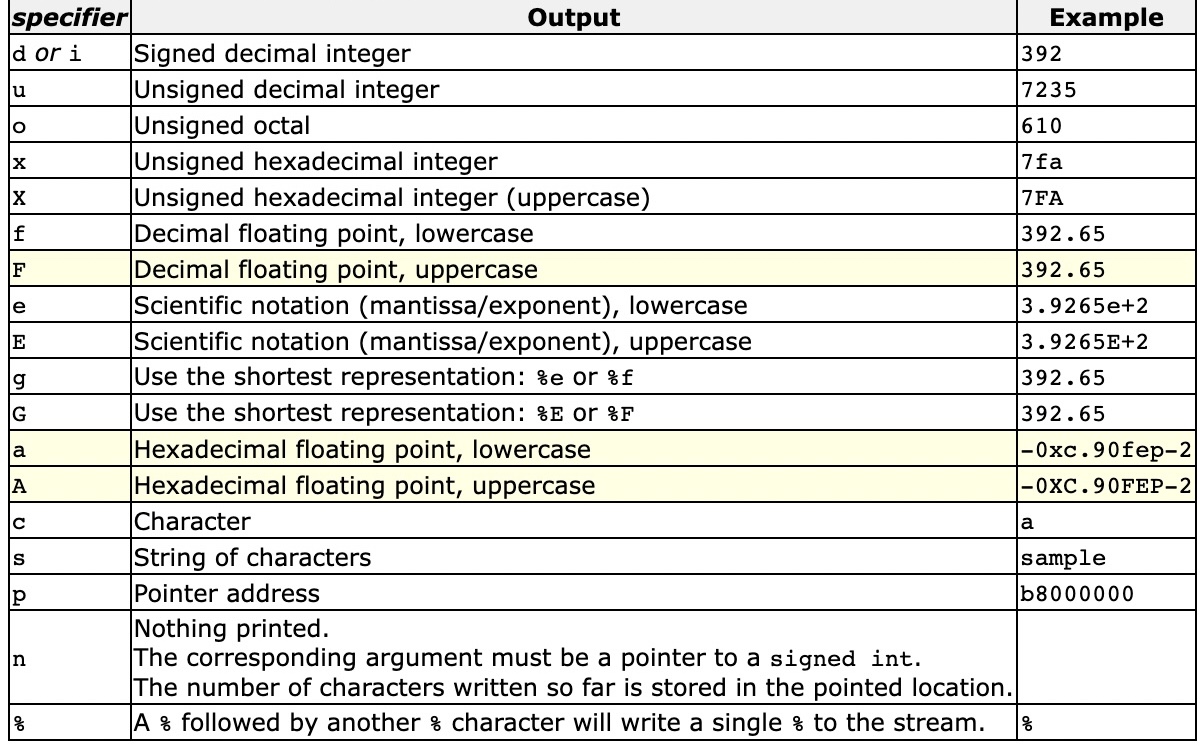 specifier Output Example
d or i Signed decimal integer 392
u Unsigned decimal integer 7235
o Unsigned octal 610
x Unsigned hexadecimal integer 7fa
X Unsigned hexadecimal integer (uppercase) 7FA
f Decimal floating point, lowercase 392.65
F Decimal floating point, uppercase 392.65
e Scientific notation (mantissa/exponent), lowercase 3.9265e+2
E Scientific notation (mantissa/exponent), uppercase 3.9265E+2
g Use the shortest representation: %e or %f 392.65
G Use the shortest representation: %E or %F 392.65
a Hexadecimal floating point, lowercase -0xc.90fep-2
A Hexadecimal floating point, uppercase -0XC.90FEP-2
c Character a
s String of characters sample
p Pointer address b8000000
Nothing printed.
n The corresponding argument must be a pointer to a signed int.
The number of characters written so far is stored in the pointed location.
% A % followed by another % character will write a single % to the stream. %